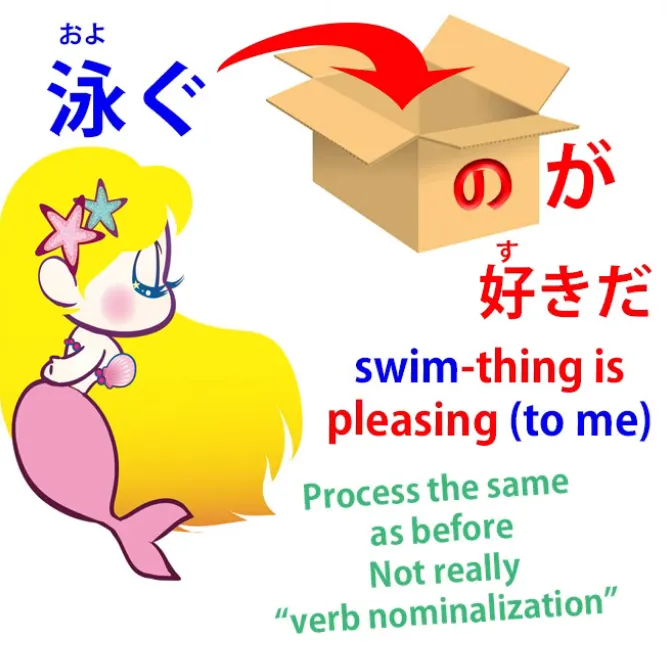 およ
泳ぐ
のが
す
好きだ
swim-thing is
pleasing (to me)
Process the same
as before
Not really
“verb nominalization”